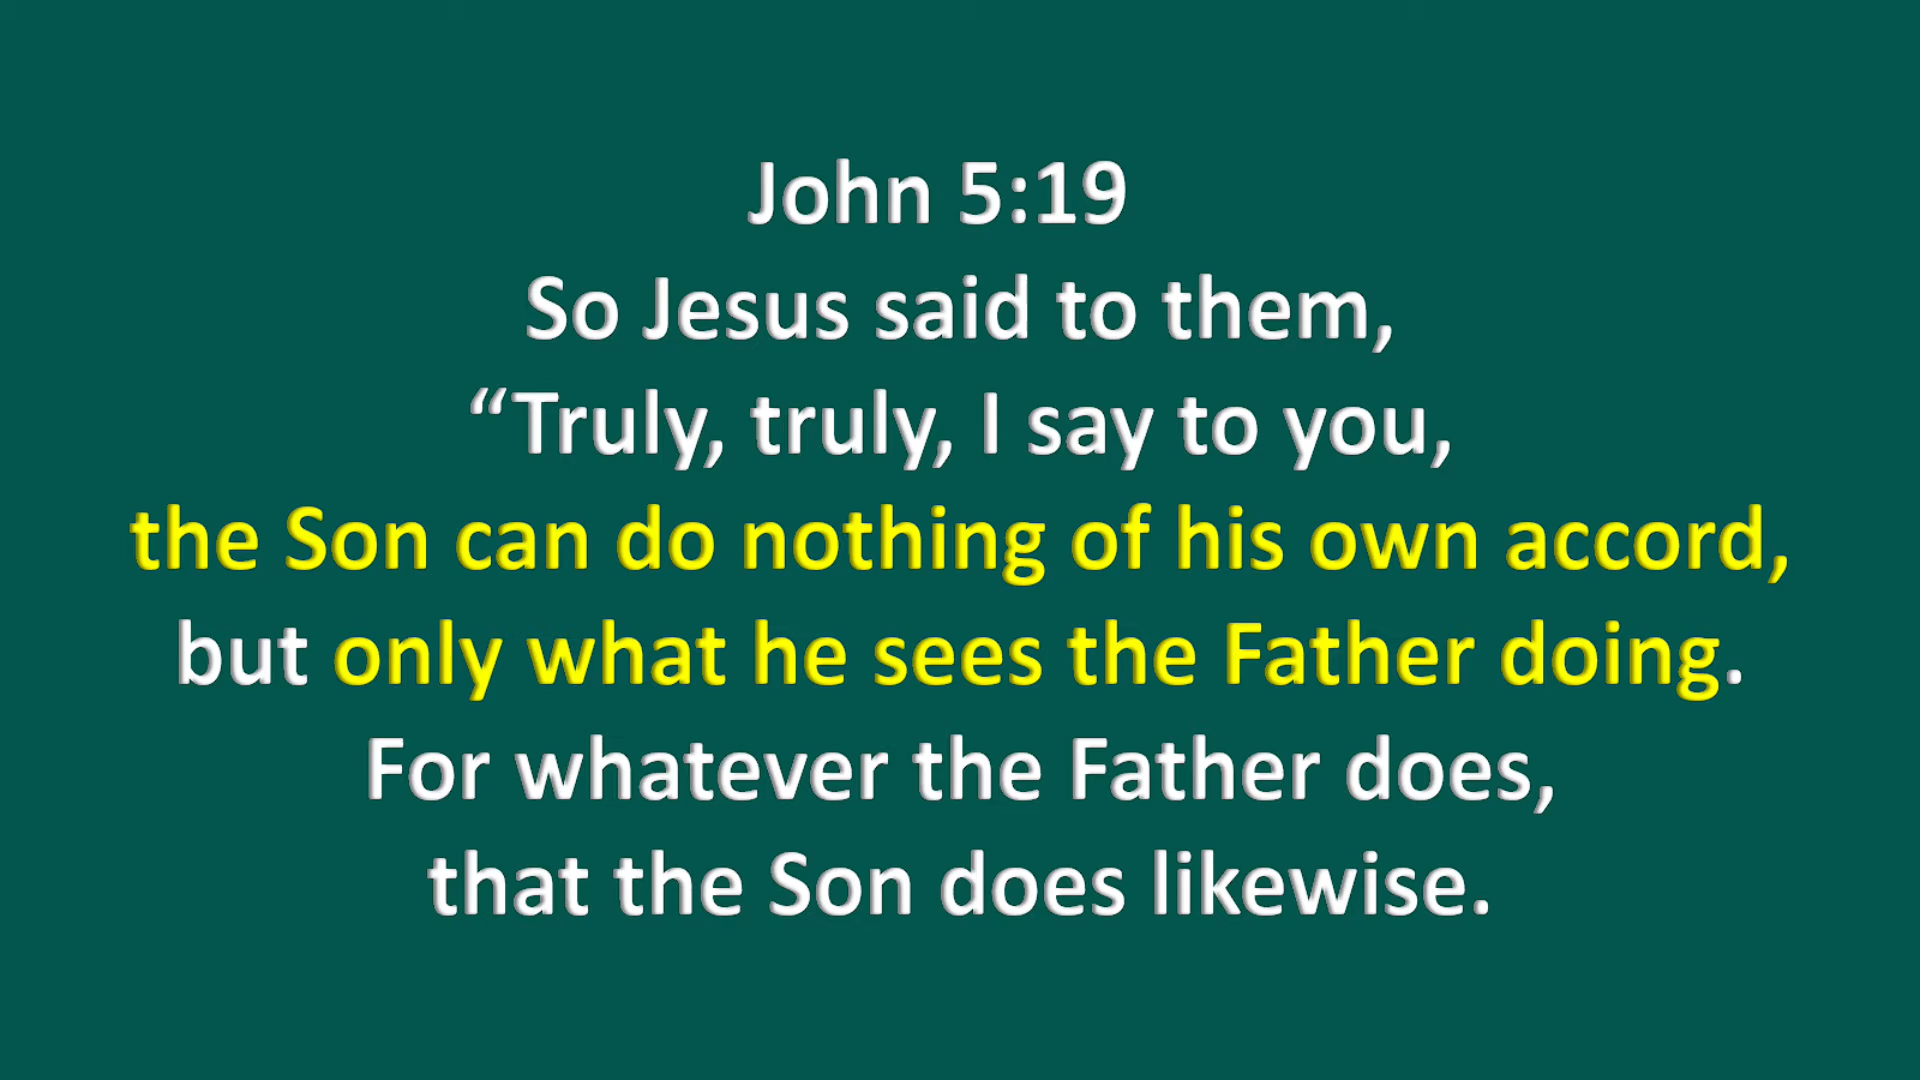 John 5:19
So Jesus said to them,
“Truly, truly, I say to you,
the Son can do nothing of his own accord,
but only what he sees the Father doing.
For whatever the Father does,
that the Son does likewise.